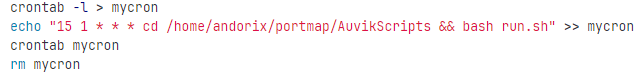 crontab -l > mycron
echo "15 1 * * * cd /home/andorix/portmap/AuvikScripts && bash run.sh" >> mycron
crontab mycron
rm mycron